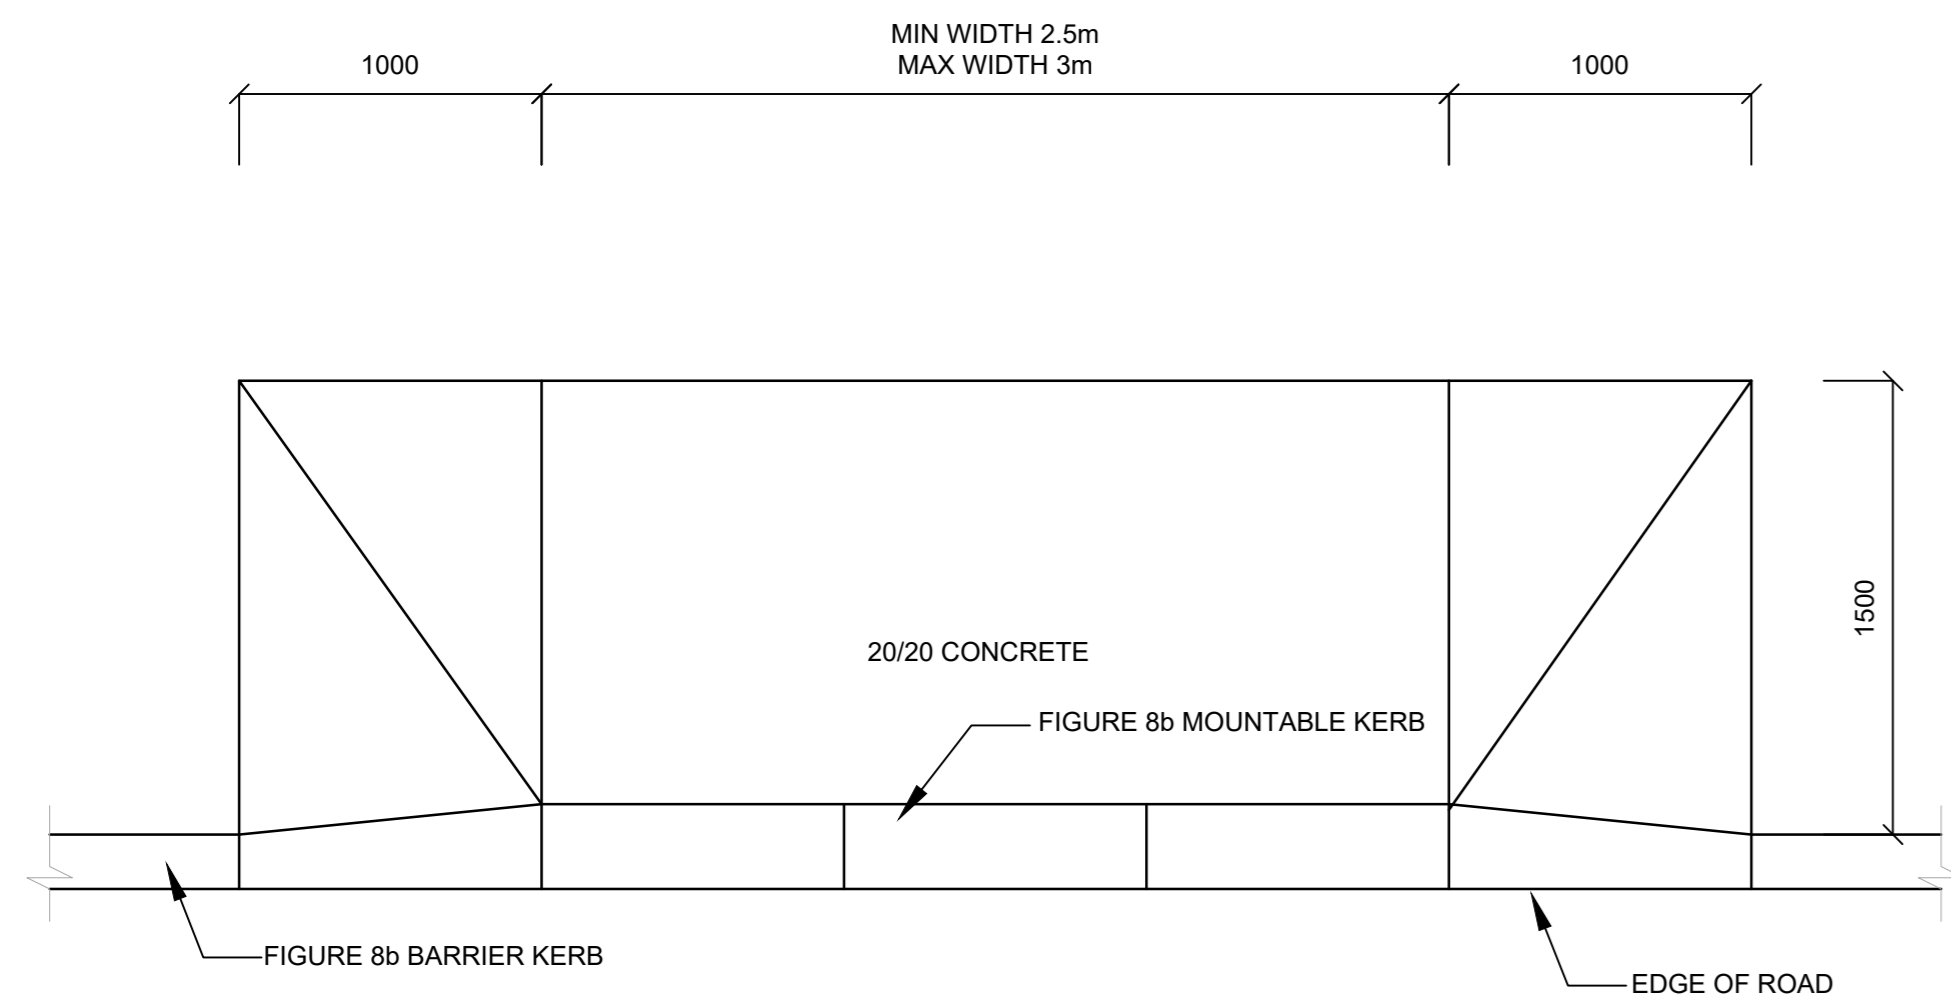 MIN WIDTH 2.5m
1000
MAX WIDTH 3m
1000
1500
20/20 CONCRETE
FIGURE 8b MOUNTABLE KERB
FIGURE 8b BARRIER KERB
EDGE OF ROAD